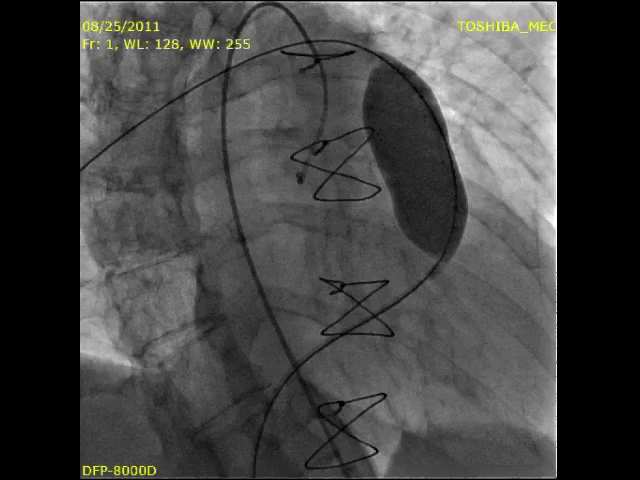 08/25/2011
TOSHIBA_MEC
Fr: 1, WL: 128, WW: 255
DFP-8000D